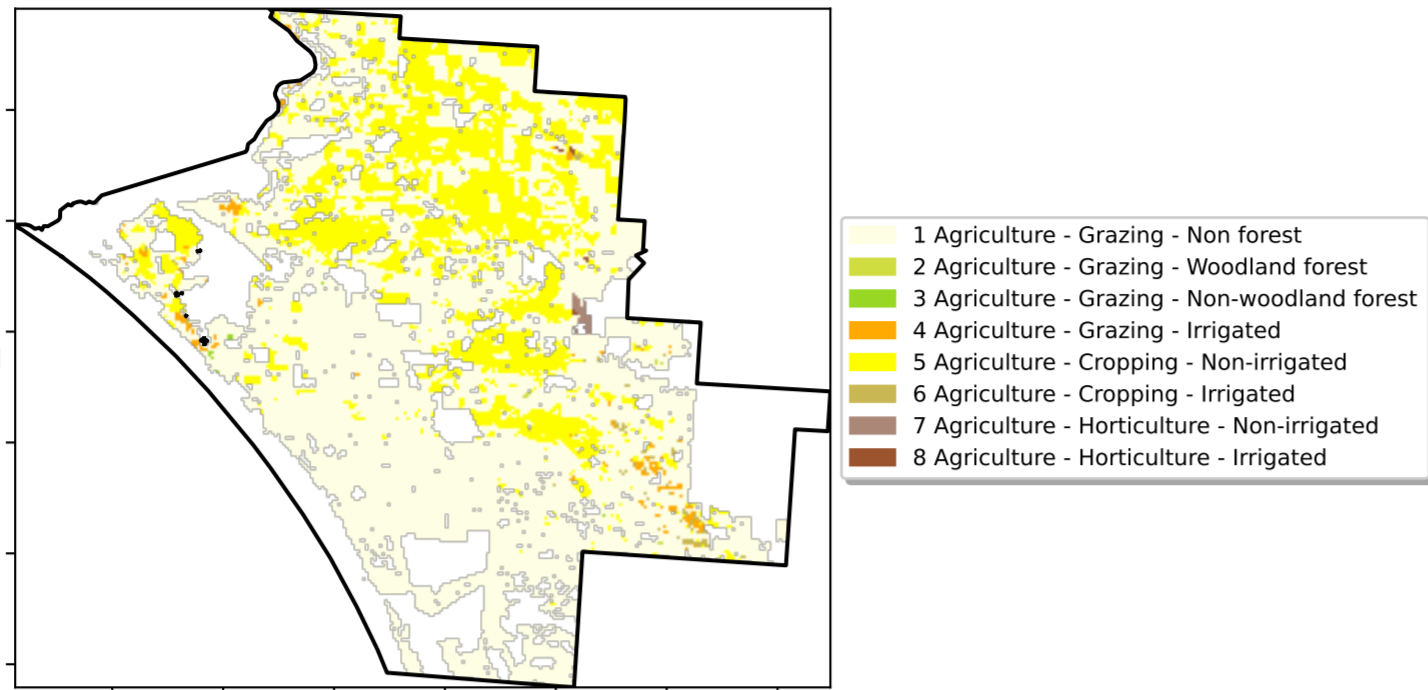 1 Agriculture - Grazing - Non forest
2 Agriculture - Grazing - Woodland forest
3 Agriculture - Grazing - Non-woodland forest
4 Agriculture - Grazing - Irrigated
5 Agriculture - Cropping - Non-irrigated
6 Agriculture - Cropping - Irrigated
7 Agriculture - Horticulture - Non-irrigated
8 Agriculture - Horticulture - Irrigated